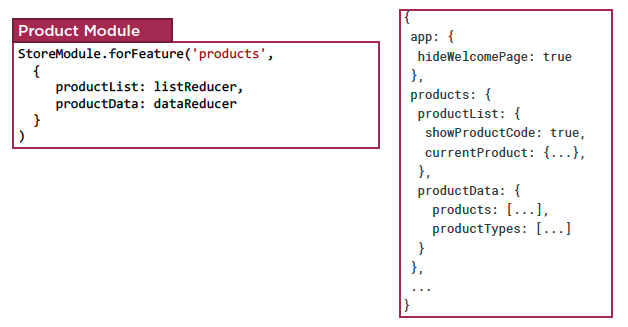 Product Module
StoreModule.forFeature('products',
{
productList: listReducer,
productData: dataReducer
}
)
{
app: {
hideWelcomePage: true
},
products: {
productList: {
showProductCode: true,
currentProduct: {...},
},
productData: {
products: [...],
productTypes: [...]
}
},
...
}